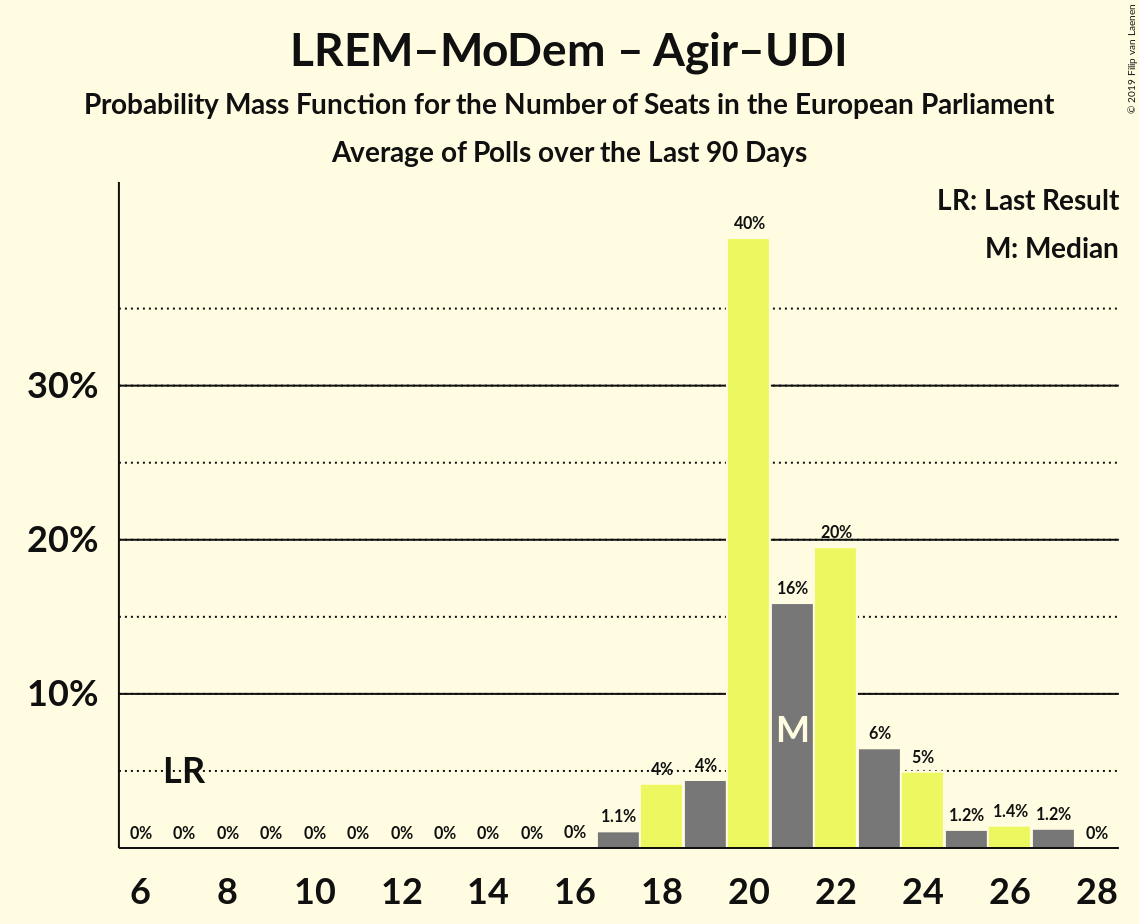 LREM–MoDem – Agir–UDI
Probability Mass Function for the Number of Seats in the European Parliament
Average of Polls over the Last 90 Days
© 2019 Filip van Laenen
LR: Last Result
M: Median
40%
30%
20%
20%
16%
10%
M
6%
5%
LR
4%
4%
1.1%
1.2%
1.4%
1.2%
0%
0%
0%
0%
0%
0%
0%
0%
0%
0%
0%
0%
6 8 10 12 14 16 18 20 22 24 26 28